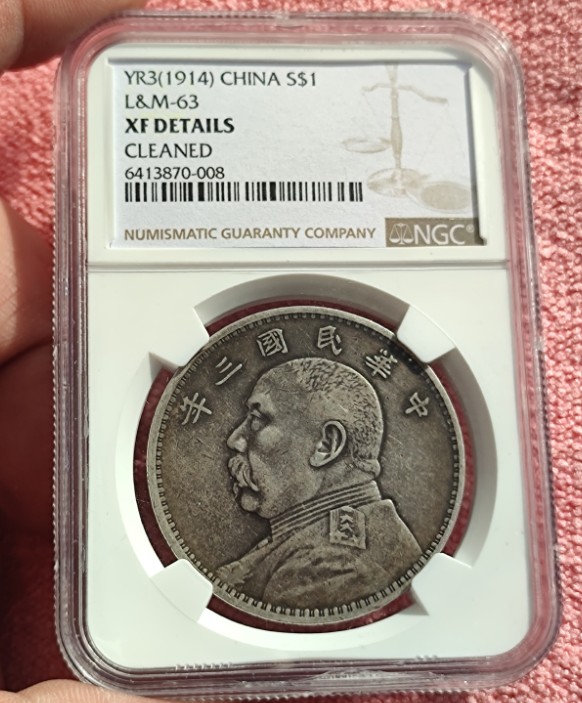 YR3(1914) CHINA S$1
L&M-63
XF DETAILS
CLEANED
6413870-008
NUMISMATIC GUARANTY COMPANY NGC®
年三國民華中